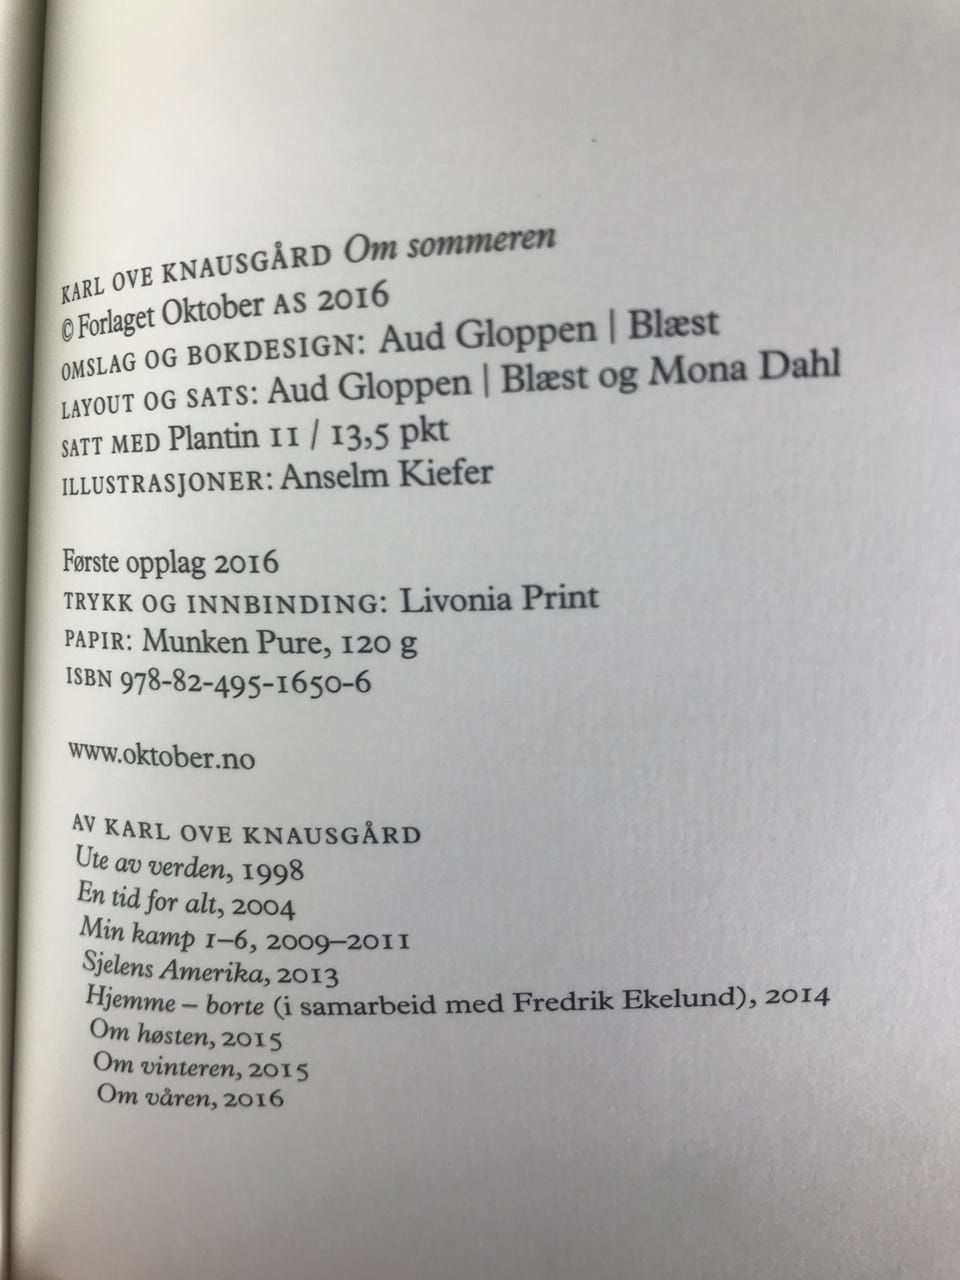 KARL OVE KNAUSGÅRD Om sommeren
© Forlaget Oktober AS 2016
OMSLAG OG BOKDESIGN: Aud Gloppen | Blæst
LAYOUT OG SATS: Aud Gloppen | Blæst og Mona Dahl
SATT MED Plantin 11 / 13,5 pkt
ILLUSTRASJONER: Anselm Kiefer
Første opplag 2016
TRYKK OG INNBINDING: Livonia Print
PAPIR: Munken Pure, 120 g
ISBN 978-82-495-1650-6
www.oktober.no
AV KARL OVE KNAUSGÅRD
Ute av verden, 1998
En tid for alt, 2004
Min kamp 1–6, 2009–2011
Sjelens Amerika, 2013
Hjemme – borte (i samarbeid med Fredrik Ekelund), 2014
Om høsten, 2015
Om vinteren, 2015
Om våren, 2016